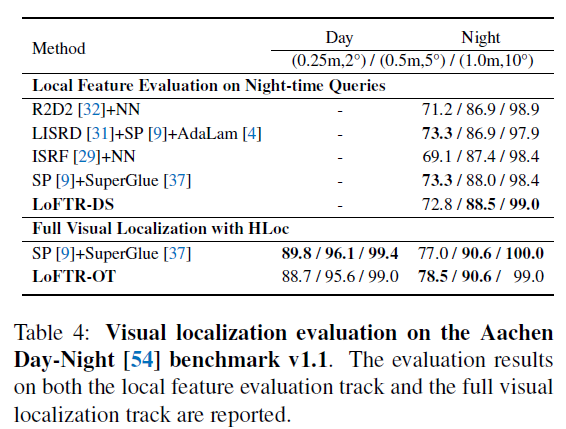 Method Day Night
(0.25m,2°) / (0.5m,5°) / (1.0m,10°)
Local Feature Evaluation on Night-time Queries
R2D2 [32]+NN - 71.2 / 86.9 / 98.9
LISRD [31]+SP [9]+AdaLam [4] - 73.3 / 86.9 / 97.9
ISRF [29]+NN - 69.1 / 87.4 / 98.4
SP [9]+SuperGlue [37] - 73.3 / 88.0 / 98.4
LoFTR-DS - 72.8 / 88.5 / 99.0
Full Visual Localization with HLoc
SP [9]+SuperGlue [37] 89.8 / 96.1 / 99.4 77.0 / 90.6 / 100.0
LoFTR-OT 88.7 / 95.6 / 99.0 78.5 / 90.6 / 99.0
Table 4: Visual localization evaluation on the Aachen
Day-Night [54] benchmark v1.1. The evaluation results
on both the local feature evaluation track and the full visual
localization track are reported.